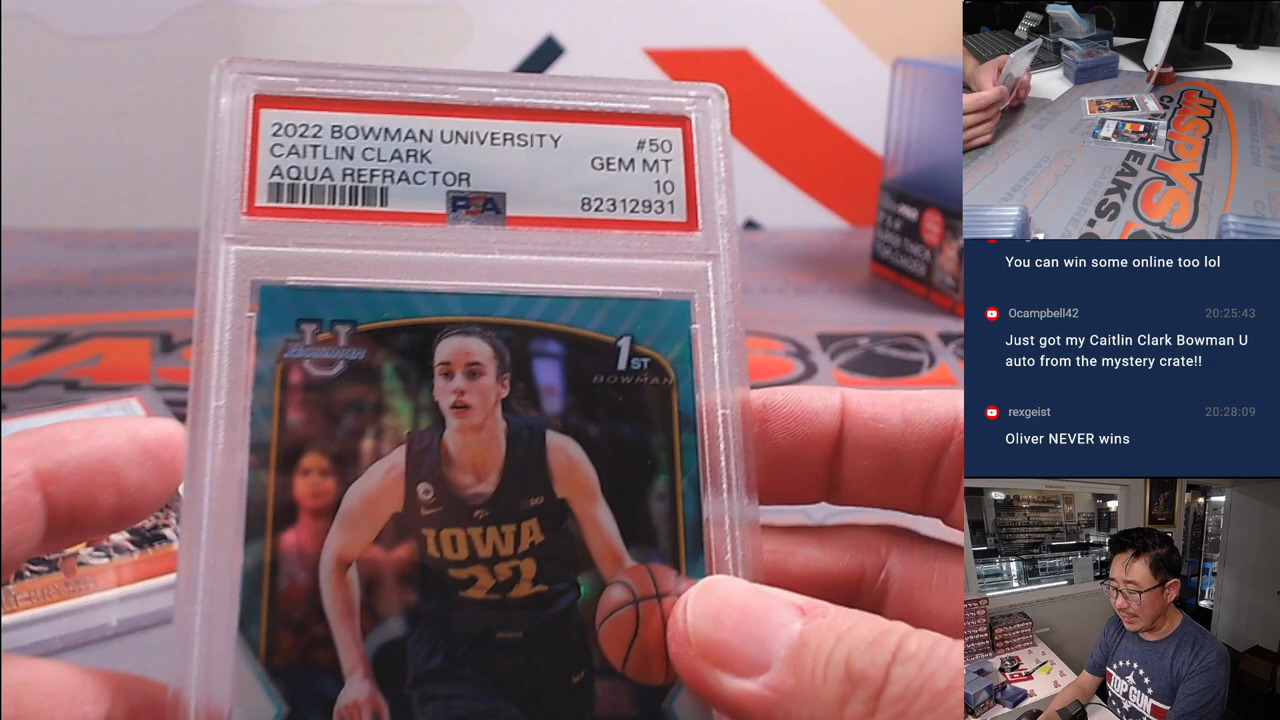 2022 BOWMAN UNIVERSITY #50
CAITLIN CLARK GEM MT
AQUA REFRACTOR 10
82312931
PSA
U
BOWMAN
1ST
BOWMAN
IOWA
22
You can win some online too lol
Ocampbell42 20:25:43
Just got my Caitlin Clark Bowman U
auto from the mystery crate!!
rexgeist 20:28:09
Oliver NEVER wins
JASPYS
TOP GUN